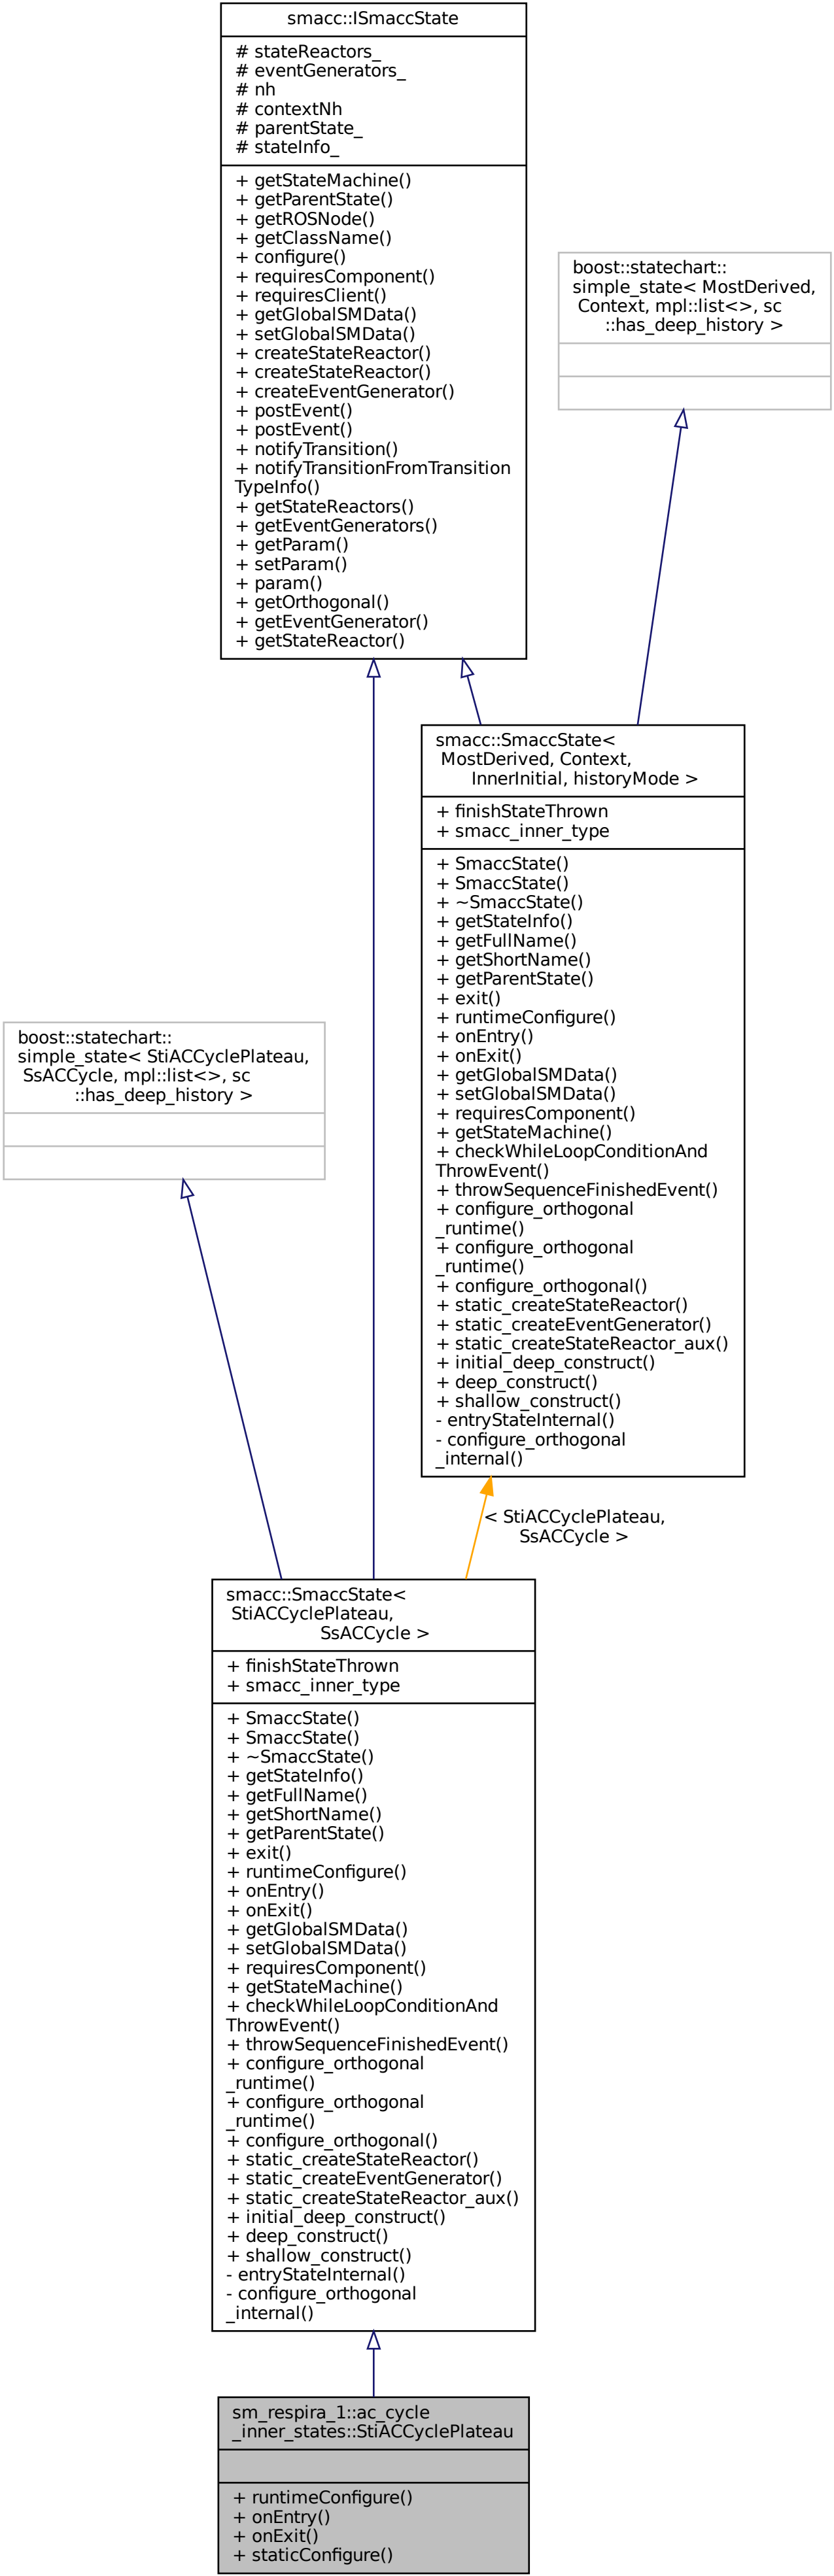 smacc::ISmaccState
# stateReactors_
# eventGenerators_
# nh
# contextNh
# parentState_
# stateInfo_
+ getStateMachine()
+ getParentState()
+ getROSNode()
+ getClassName()
+ configure()
+ requiresComponent()
+ requiresClient()
+ getGlobalSMData()
+ setGlobalSMData()
+ createStateReactor()
+ createStateReactor()
+ createEventGenerator()
+ postEvent()
+ postEvent()
+ notifyTransition()
+ notifyTransitionFromTransition
TypeInfo()
+ getStateReactors()
+ getEventGenerators()
+ getParam()
+ setParam()
+ param()
+ getOrthogonal()
+ getEventGenerator()
+ getStateReactor()
boost::statechart::
simple_state< MostDerived,
Context, mpl::list<>, sc
::has_deep_history >
smacc::SmaccState<
MostDerived, Context,
InnerInitial, historyMode >
+ finishStateThrown
+ smacc_inner_type
+ SmaccState()
+ SmaccState()
+ ~SmaccState()
+ getStateInfo()
+ getFullName()
+ getShortName()
+ getParentState()
+ exit()
+ runtimeConfigure()
+ onEntry()
+ onExit()
+ getGlobalSMData()
+ setGlobalSMData()
+ requiresComponent()
+ getStateMachine()
+ checkWhileLoopConditionAnd
ThrowEvent()
+ throwSequenceFinishedEvent()
+ configure_orthogonal
_runtime()
+ configure_orthogonal
_runtime()
+ configure_orthogonal()
+ static_createStateReactor()
+ static_createEventGenerator()
+ static_createStateReactor_aux()
+ initial_deep_construct()
+ deep_construct()
+ shallow_construct()
- entryStateInternal()
- configure_orthogonal
_internal()
boost::statechart::
simple_state< StiACCyclePlateau,
SsACCycle, mpl::list<>, sc
::has_deep_history >
< StiACCyclePlateau,
SsACCycle >
smacc::SmaccState<
StiACCyclePlateau,
SsACCycle >
+ finishStateThrown
+ smacc_inner_type
+ SmaccState()
+ SmaccState()
+ ~SmaccState()
+ getStateInfo()
+ getFullName()
+ getShortName()
+ getParentState()
+ exit()
+ runtimeConfigure()
+ onEntry()
+ onExit()
+ getGlobalSMData()
+ setGlobalSMData()
+ requiresComponent()
+ getStateMachine()
+ checkWhileLoopConditionAnd
ThrowEvent()
+ throwSequenceFinishedEvent()
+ configure_orthogonal
_runtime()
+ configure_orthogonal
_runtime()
+ configure_orthogonal()
+ static_createStateReactor()
+ static_createEventGenerator()
+ static_createStateReactor_aux()
+ initial_deep_construct()
+ deep_construct()
+ shallow_construct()
- entryStateInternal()
- configure_orthogonal
_internal()
sm_respira_1::ac_cycle
_inner_states::StiACCyclePlateau
+ runtimeConfigure()
+ onEntry()
+ onExit()
+ staticConfigure()